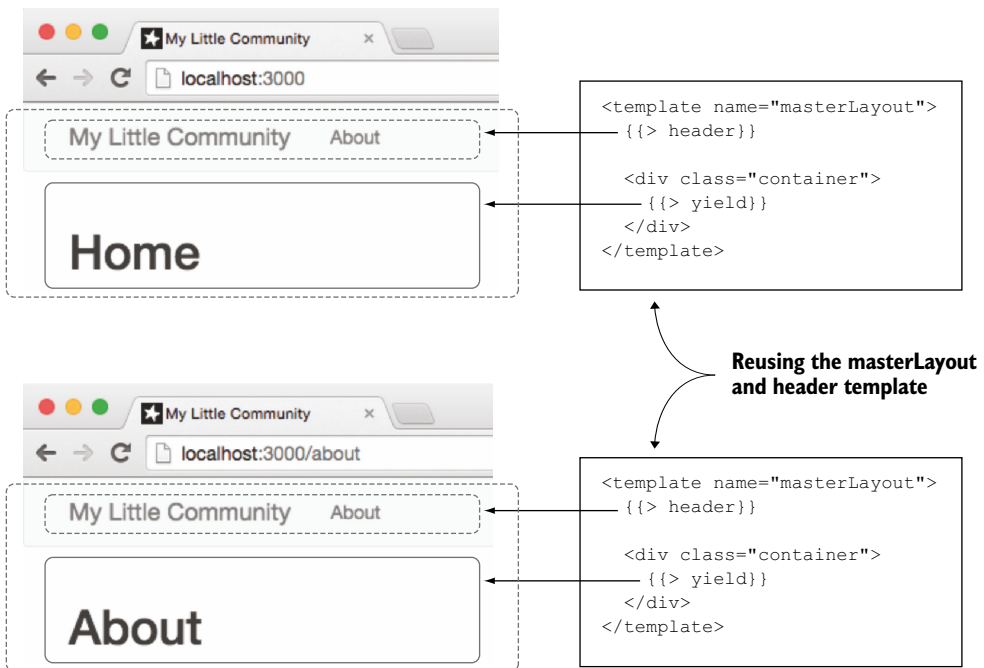 My Little Community
localhost:3000
My Little Community About
Home
<template name="masterLayout">
{{> header}}
<div class="container">
{{> yield}}
</div>
</template>
Reusing the masterLayout
and header template
My Little Community
localhost:3000/about
My Little Community About
About
<template name="masterLayout">
{{> header}}
<div class="container">
{{> yield}}
</div>
</template>